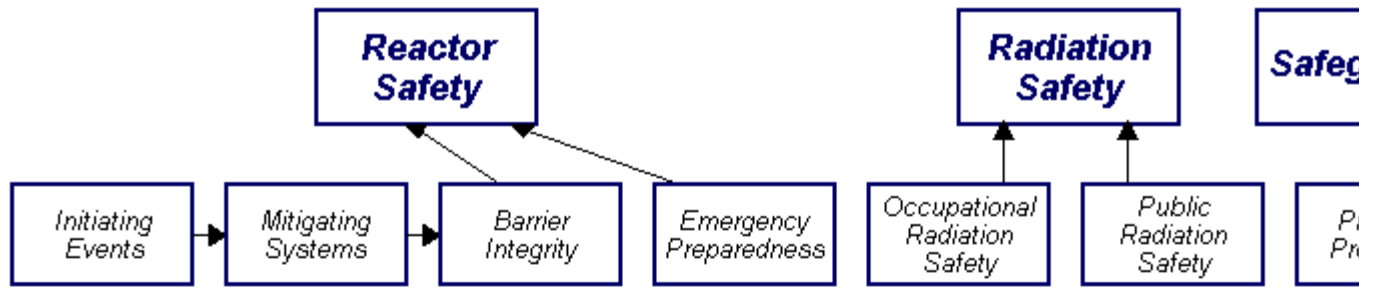 Reactor
Safety
Radiation
Safety
Initiating
Events
Mitigating
Systems
Barrier
Integrity
Emergency
Preparedness
Occupational
Radiation
Safety
Public
Radiation
Safety